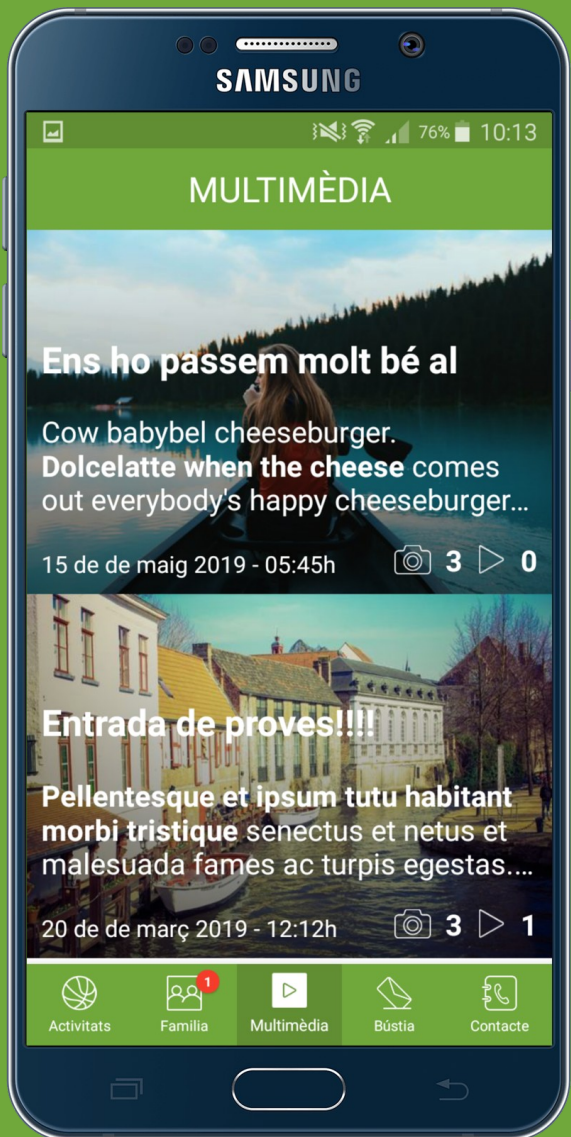 SAMSUNG
76% 10:13
MULTIMÈDIA
Ens ho passem molt bé al
Cow babybel cheeseburger.
Dolcelatte when the cheese comes
out everybody's happy cheeseburger...
15 de de maig 2019 - 05:45h 3 0
Entrada de proves!!!!
Pellentesque et ipsum tutu habitant
morbi tristique senectus et netus et
malesuada fames ac turpis egestas....
20 de de març 2019 - 12:12h 3 1
1
Activitats Familia Multimèdia Bústia Contacte